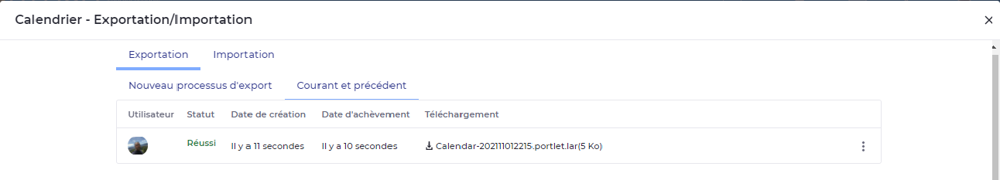 Calendrier - Exportation/Importation
Exportation Importation
Nouveau processus d'export Courant et précédent
Utilisateur Statut Date de création Date d'achèvement Téléchargement
Réussi Il y a 11 secondes Il y a 10 secondes Calendar-202111012215.portlet.lar(5 Ko)